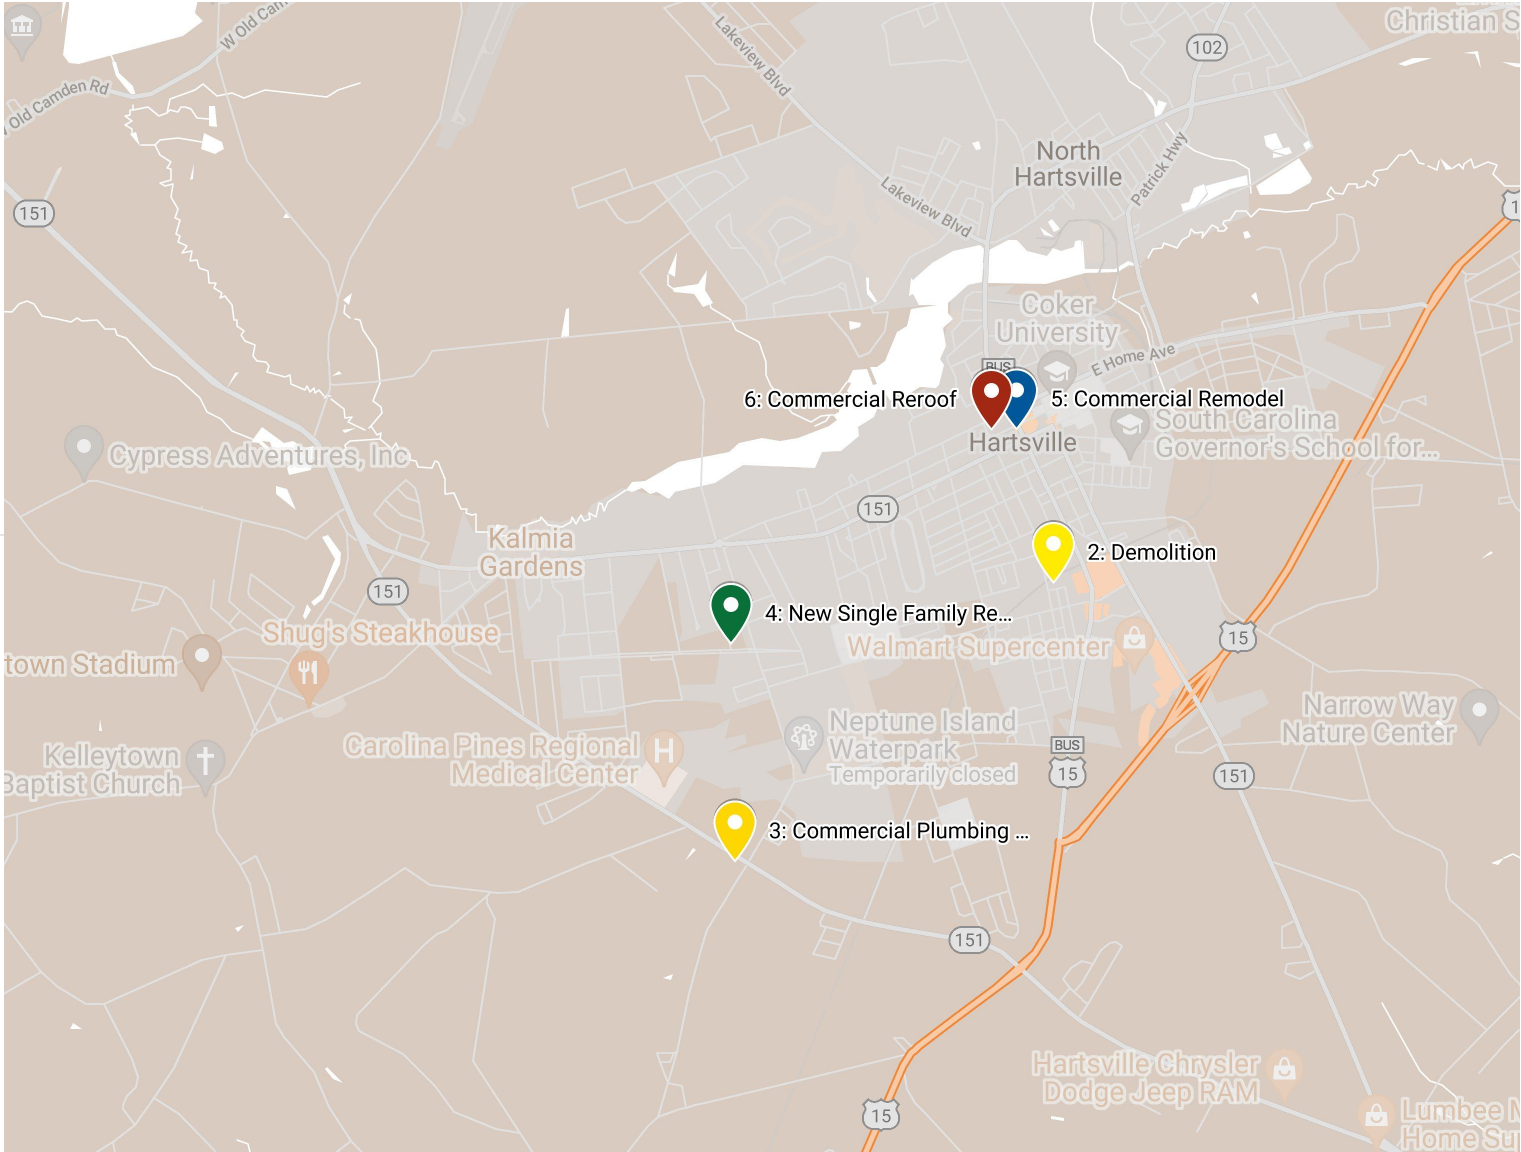 Christian S
W Old Cam
Lakeview Blvd
102
W Old Camden Rd
North
Hartsville
Patrick Hwy
Lakeview Blvd
151
1
Coker
University
E Home Ave
BUS
6: Commercial Reroof
5: Commercial Remodel
South Carolina
Governor's School for...
Hartsville
Cypress Adventures, Inc
151
Kalmia
Gardens
2: Demolition
151
4: New Single Family Re...
Shug's Steakhouse
15
Walmart Supercenter
town Stadium
Narrow Way
Nature Center
Neptune Island
Waterpark
Temporarily closed
Carolina Pines Regional
Medical Center
H
BUS
15
Kelleytown
Baptist Church
151
3: Commercial Plumbing ...
151
Hartsville Chrysler
Dodge Jeep RAM
15
Lumbee M
Home Sup